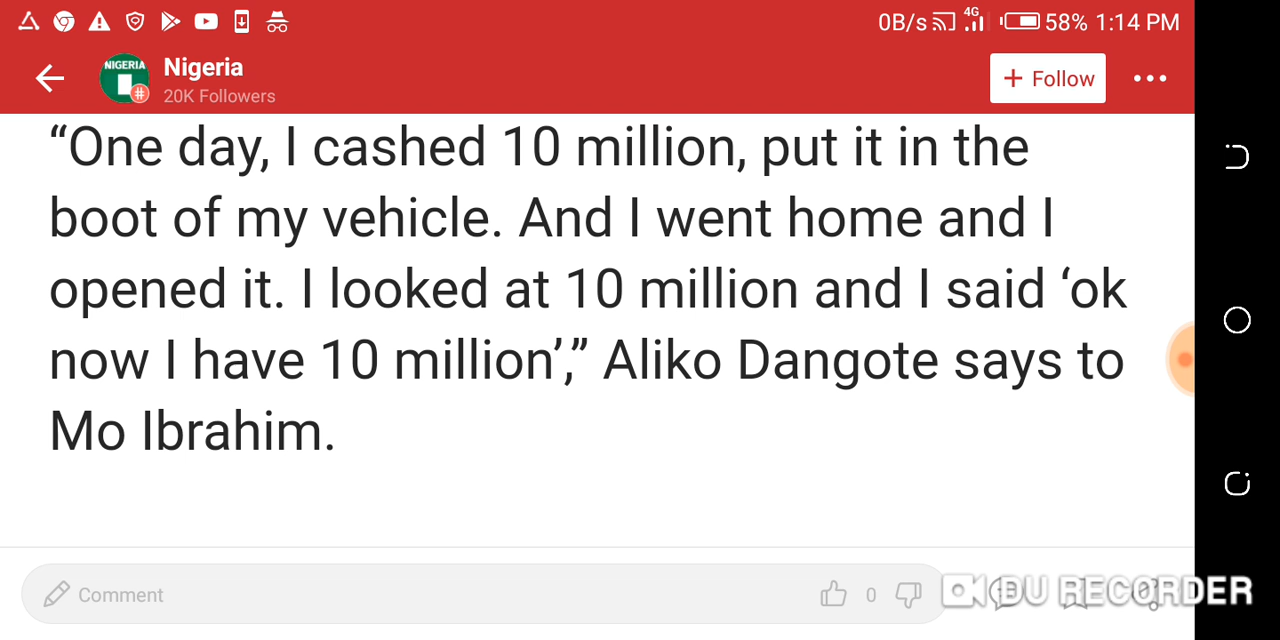 0B/s 4G 58% 1:14 PM
NIGERIA
#
Nigeria
20K Followers
+ Follow
“One day, I cashed 10 million, put it in the
boot of my vehicle. And I went home and I
opened it. I looked at 10 million and I said ‘ok
now I have 10 million’,” Aliko Dangote says to
Mo Ibrahim.
Comment
0
DU RECORDER